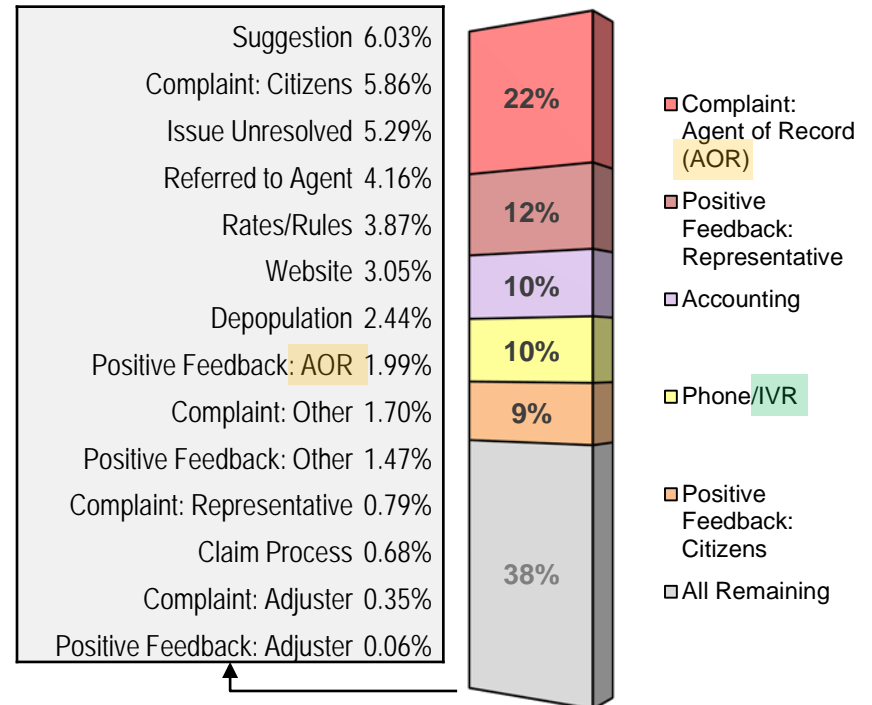 Suggestion 6.03%
Complaint: Citizens 5.86%
Issue Unresolved 5.29%
Referred to Agent 4.16%
Rates/Rules 3.87%
Website 3.05%
Depopulation 2.44%
Positive Feedback: AOR 1.99%
Complaint: Other 1.70%
Positive Feedback: Other 1.47%
Complaint: Representative 0.79%
Claim Process 0.68%
Complaint: Adjuster 0.35%
Positive Feedback: Adjuster 0.06%
22%
12%
10%
10%
9%
38%
Complaint:
Agent of Record
(AOR)
Positive
Feedback:
Representative
Accounting
Phone/IVR
Positive
Feedback:
Citizens
All Remaining